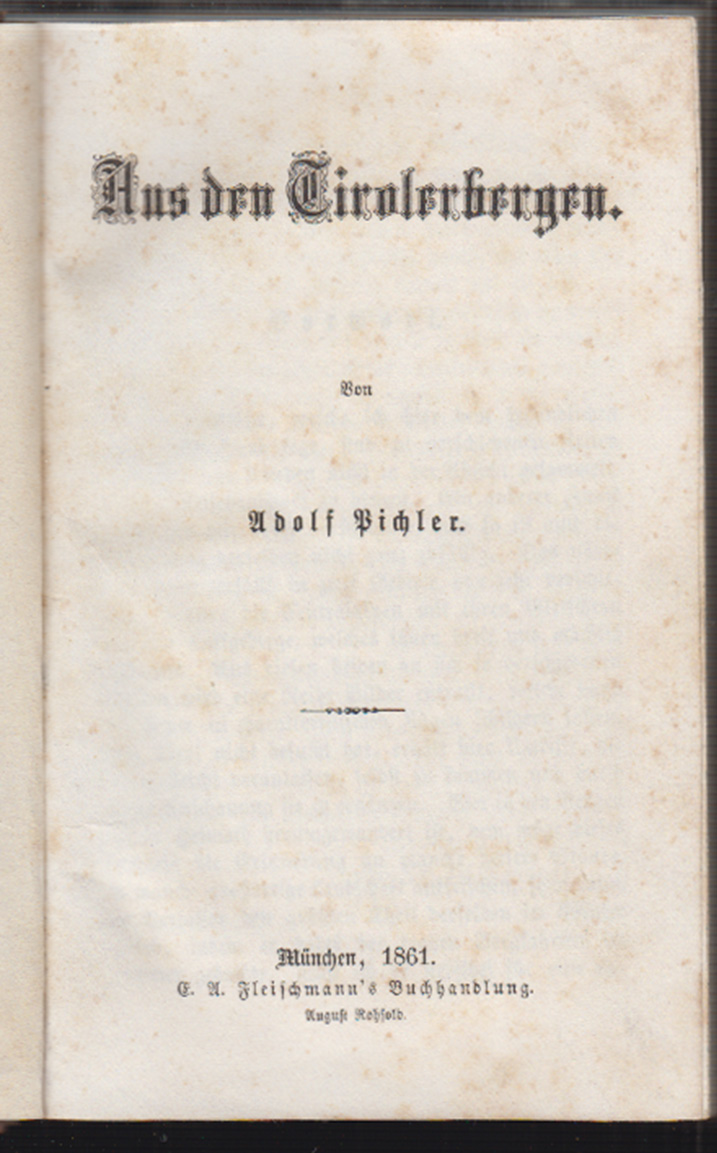 Aus den Tirolerbergen.
Von
Adolf Pichler.
München, 1861.
E. A. Fleischmann's Buchhandlung.
August Rohsold.